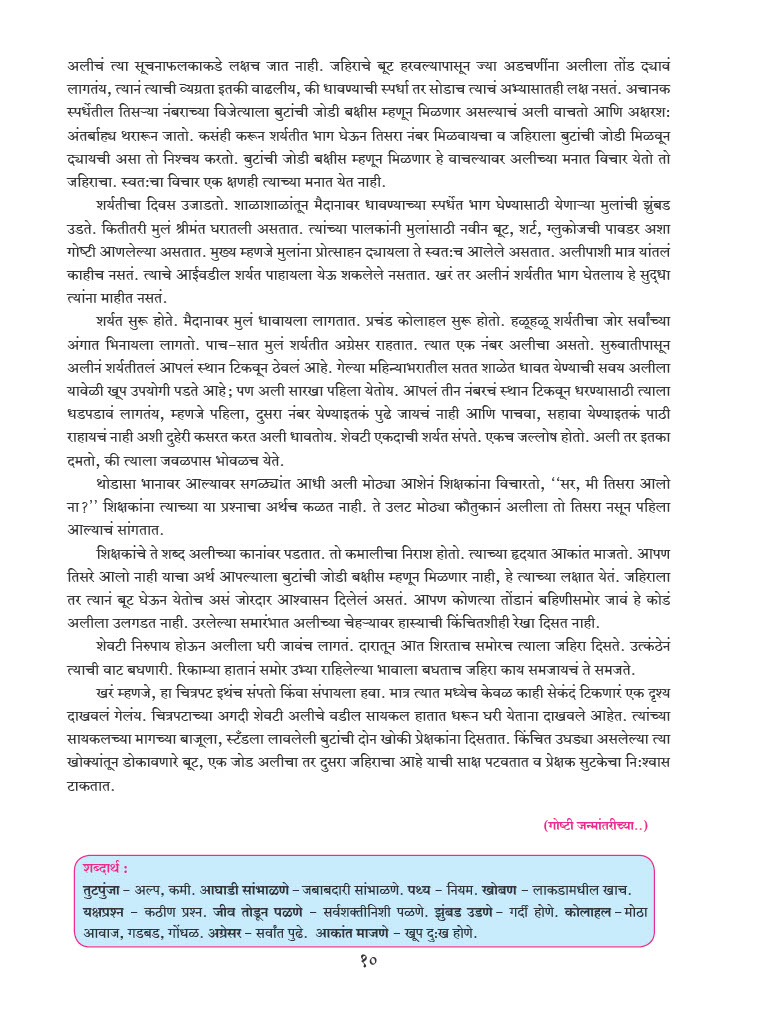 अलीचं त्या सूचनाफलकाकडे लक्षच जात नाही. जहिराचे बूट हरवल्यापासून ज्या अडचणींना अलीला तोंड द्यावं
लागतंय, त्यानं त्याची व्यग्रता इतकी वाढलीय, की धावण्याची स्पर्धा तर सोडाच त्याचं अभ्यासातही लक्ष नसतं. अचानक
स्पर्धेतील तिसऱ्या नंबराच्या विजेत्याला बुटांची जोडी बक्षीस म्हणून मिळणार असल्याचं अली वाचतो आणि अक्षरश:
अंतर्बाह्य थरारून जातो. कसंही करून शर्यतीत भाग घेऊन तिसरा नंबर मिळवायचा व जहिराला बुटांची जोडी मिळवून
द्यायची असा तो निश्चय करतो. बुटांची जोडी बक्षीस म्हणून मिळणार हे वाचल्यावर अलीच्या मनात विचार येतो तो
जहिराचा. स्वत:चा विचार एक क्षणही त्याच्या मनात येत नाही.
शर्यतीचा दिवस उजाडतो. शाळाशाळांतून मैदानावर धावण्याच्या स्पर्धेत भाग घेण्यासाठी येणाऱ्या मुलांची झुंबड
उडते. कितीतरी मुलं श्रीमंत घरातली असतात. त्यांच्या पालकांनी मुलांसाठी नवीन बूट, शर्ट, ग्लुकोजची पावडर अशा
गोष्टी आणलेल्या असतात. मुख्य म्हणजे मुलांना प्रोत्साहन द्यायला ते स्वत:च आलेले असतात. अलीपाशी मात्र यांतलं
काहीच नसतं. त्याचे आईवडील शर्यत पाहायला येऊ शकलेले नसतात. खरं तर अलीनं शर्यतीत भाग घेतलाय हे सुद्धा
त्यांना माहीत नसतं.
शर्यत सुरू होते. मैदानावर मुलं धावायला लागतात. प्रचंड कोलाहल सुरू होतो. हळूहळू शर्यतीचा जोर सर्वांच्या
अंगात भिनायला लागतो. पाच-सात मुलं शर्यतीत अग्रेसर राहतात. त्यात एक नंबर अलीचा असतो. सुरुवातीपासून
अलीनं शर्यतीतलं आपलं स्थान टिकवून ठेवलं आहे. गेल्या महिन्याभरातील सतत शाळेत धावत येण्याची सवय अलीला
यावेळी खूप उपयोगी पडते आहे; पण अली सारखा पहिला येतोय. आपलं तीन नंबरचं स्थान टिकवून धरण्यासाठी त्याला
धडपडावं लागतंय, म्हणजे पहिला, दुसरा नंबर येण्याइतकं पुढे जायचं नाही आणि पाचवा, सहावा येण्याइतकं पाठी
राहायचं नाही अशी दुहेरी कसरत करत अली धावतोय. शेवटी एकदाची शर्यत संपते. एकच जल्लोष होतो. अली तर इतका
दमतो, की त्याला जवळपास भोवळच येते.
थोडासा भानावर आल्यावर सगळ्यांत आधी अली मोठ्या आशेनं शिक्षकांना विचारतो, ‘‘सर, मी तिसरा आलो
ना?’’ शिक्षकांना त्याच्या या प्रश्नाचा अर्थच कळत नाही. ते उलट मोठ्या कौतुकानं अलीला तो तिसरा नसून पहिला
आल्याचं सांगतात.
शिक्षकांचे ते शब्द अलीच्या कानांवर पडतात. तो कमालीचा निराश होतो. त्याच्या हृदयात आकांत माजतो. आपण
तिसरे आलो नाही याचा अर्थ आपल्याला बुटांची जोडी बक्षीस म्हणून मिळणार नाही, हे त्याच्या लक्षात येतं. जहिराला
तर त्यानं बूट घेऊन येतोच असं जोरदार आश्वासन दिलेलं असतं. आपण कोणत्या तोंडानं बहिणीसमोर जावं हे कोडं
अलीला उलगडत नाही. उरलेल्या समारंभात अलीच्या चेहऱ्यावर हास्याची किंचितशीही रेखा दिसत नाही.
शेवटी निरुपाय होऊन अलीला घरी जावंच लागतं. दारातून आत शिरताच समोरच त्याला जहिरा दिसते. उत्कंठेनं
त्याची वाट बघणारी. रिकाम्या हातानं समोर उभ्या राहिलेल्या भावाला बघताच जहिरा काय समजायचं ते समजते.
खरं म्हणजे, हा चित्रपट इथंच संपतो किंवा संपायला हवा. मात्र त्यात मध्येच केवळ काही सेकंदं टिकणारं एक दृश्य
दाखवलं गेलंय. चित्रपटाच्या अगदी शेवटी अलीचे वडील सायकल हातात धरून घरी येताना दाखवले आहेत. त्यांच्या
सायकलच्या मागच्या बाजूला, स्टँडला लावलेली बुटांची दोन खोकी प्रेक्षकांना दिसतात. किंचित उघड्या असलेल्या त्या
खोक्यांतून डोकावणारे बूट, एक जोड अलीचा तर दुसरा जहिराचा आहे याची साक्ष पटवतात व प्रेक्षक सुटकेचा नि:श्वास
टाकतात.
(गोष्टी जन्मांतरीच्या..)
शब्दार्थ :
तुटपुंजा - अल्प, कमी. आघाडी सांभाळणे - जबाबदारी सांभाळणे. पथ्य - नियम. खोबण - लाकडामधील खाच.
यक्षप्रश्न - कठीण प्रश्न. जीव तोडून पळणे - सर्वशक्तीनिशी पळणे. झुंबड उडणे - गर्दी होणे. कोलाहल - मोठा
आवाज, गडबड, गोंधळ. अग्रेसर - सर्वांत पुढे. आकांत माजणे - खूप दु:ख होणे.
१०